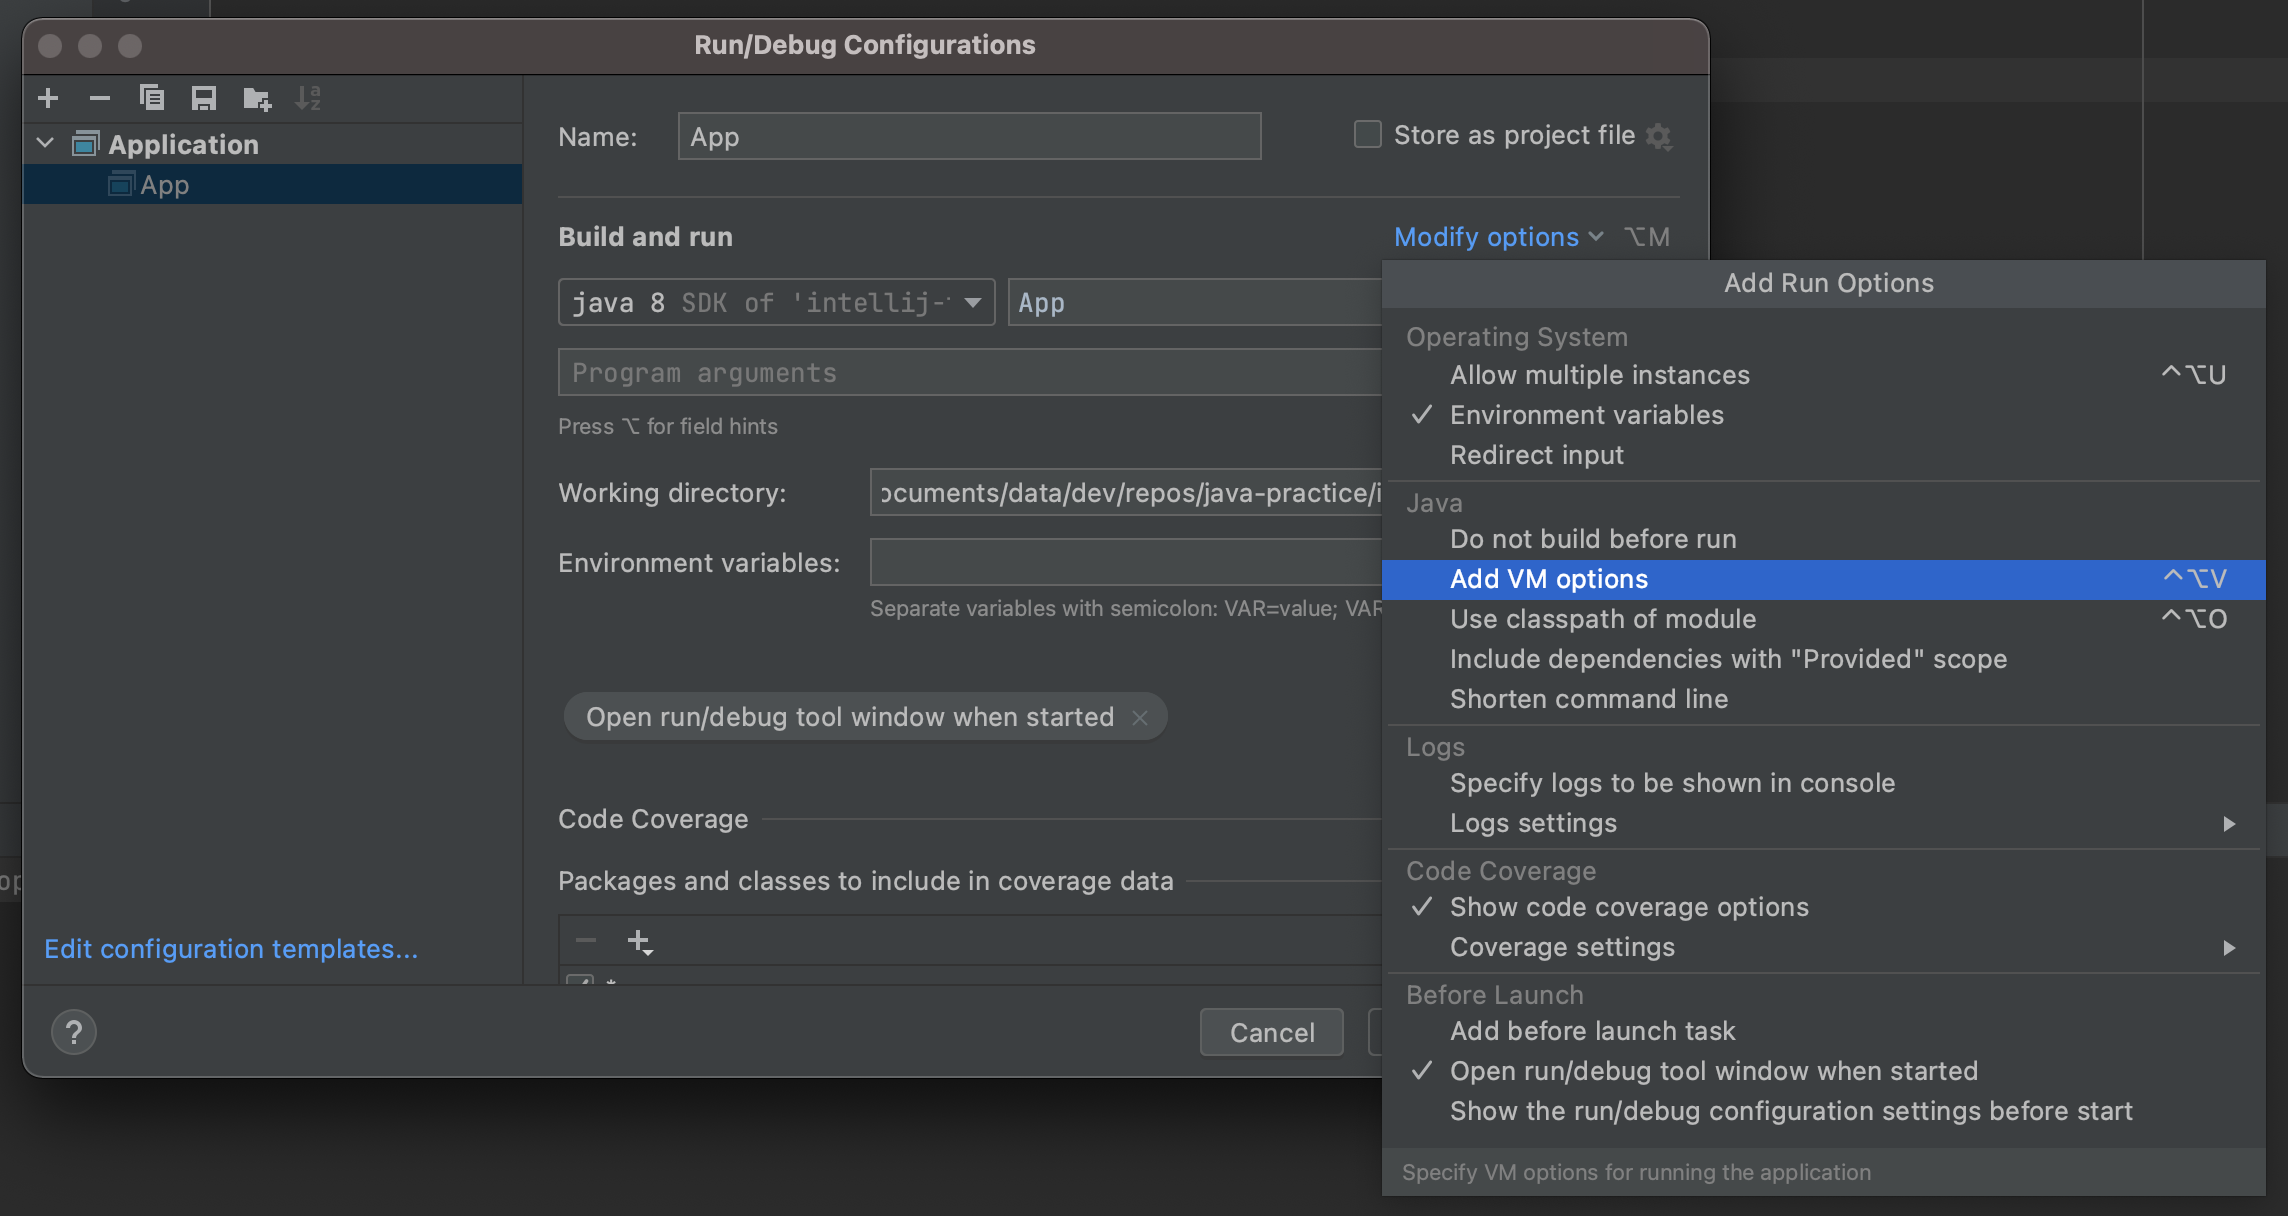 Run/Debug Configurations
Application
App
Edit configuration templates...
Name:
App
Store as project file
Build and run
Modify options
⌥M
java 8 SDK of 'intellij-
App
Program arguments
Press ⌥ for field hints
Working directory:
ocuments/data/dev/repos/java-practice/i
Environment variables:
Separate variables with semicolon: VAR=value; VAR
Open run/debug tool window when started
Code Coverage
Packages and classes to include in coverage data
*
?
Cancel
Add Run Options
Operating System
Allow multiple instances ^⌥U
Environment variables
Redirect input
Java
Do not build before run
Add VM options ^⌥V
Use classpath of module ^⌥O
Include dependencies with "Provided" scope
Shorten command line
Logs
Specify logs to be shown in console
Logs settings
Code Coverage
Show code coverage options
Coverage settings
Before Launch
Add before launch task
Open run/debug tool window when started
Show the run/debug configuration settings before start
Specify VM options for running the application